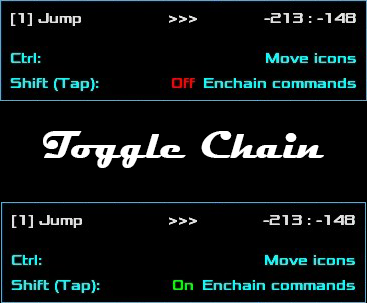 [1] Jump >>> -213 : -148
Ctrl: Move icons
Shift (Tap): Off Enchain commands
Toggle Chain
[1] Jump >>> -213 : -148
Ctrl: Move icons
Shift (Tap): On Enchain commands